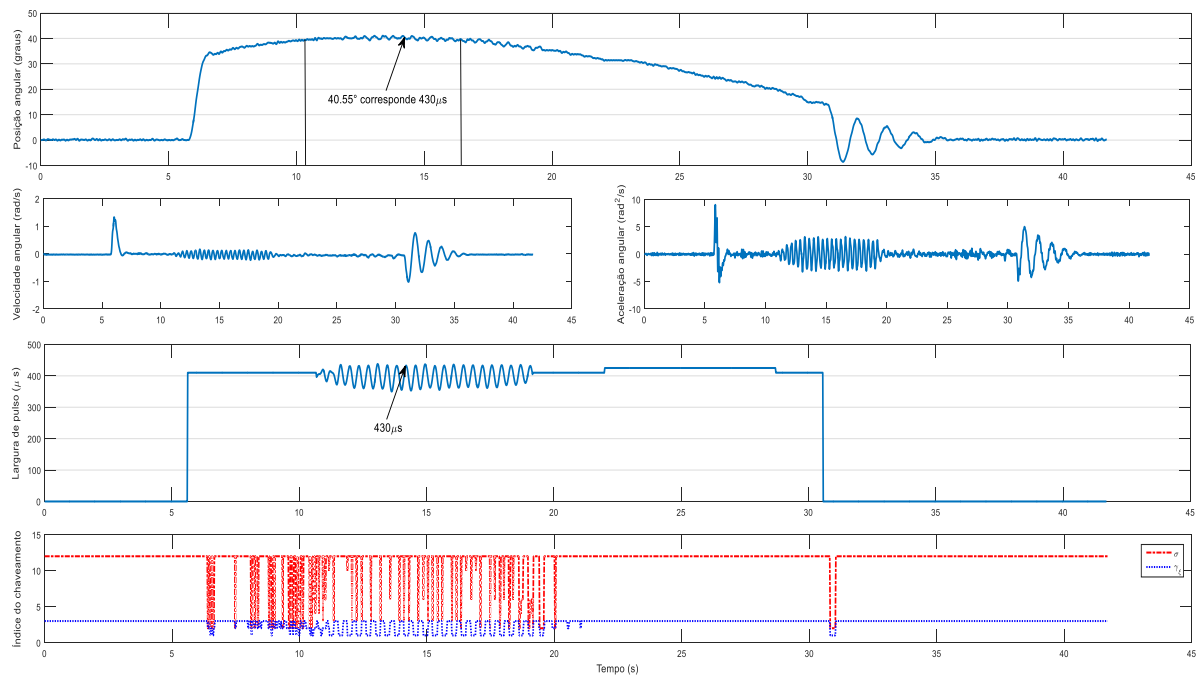 Posição angular (graus)
50
40
30
20
10
0
-10
40.55° corresponde 430μs
0 5 10 15 20 25 30 35 40 45
Velocidade angular (rad/s)
2
1
0
-1
-2
0 5 10 15 20 25 30 35 40 45
Aceleração angular (rad²/s)
10
5
0
-5
-10
0 5 10 15 20 25 30 35 40 45
Largura de pulso (μ s)
500
400
300
200
100
0
430μs
0 5 10 15 20 25 30 35 40 45
Índice do chaveamento
15
10
5
0
σ
0 5 10 15 20 25 30 35 40 45
Tempo (s)